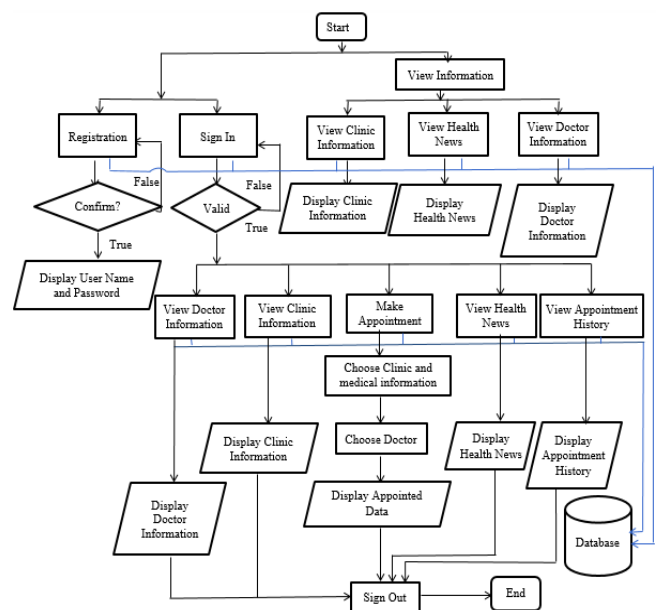 Start
View Information
Registration
Sign In
View Clinic
Information
View Health
News
View Doctor
Information
False
False
Confirm?
Valid
Display Clinic
Information
Display
Health News
Display
Doctor
Information
True
True
Display User Name
and Password
View Doctor
Information
View Clinic
Information
Make
Appointment
View Health
News
View Appointment
History
Choose Clinic and
medical information
Display Clinic
Information
Choose Doctor
Display
Health News
Display
Appointment
History
Display
Doctor
Information
Display Appointed
Data
Database
Sign Out
End